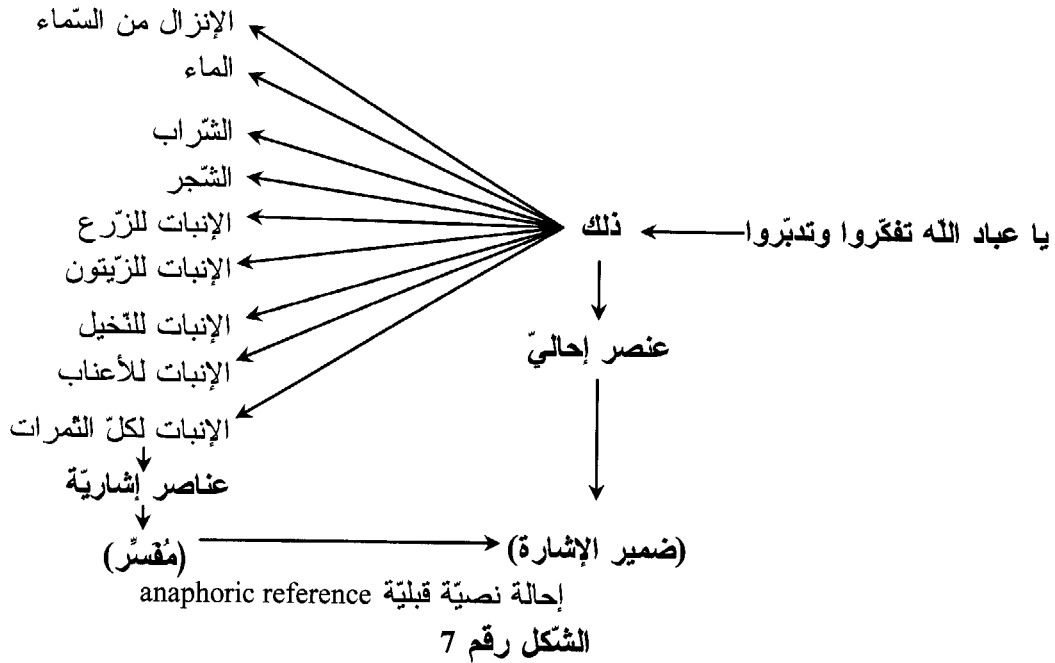 الإنزال من السّماء
الماء
الشّراب
الشّجر
الإنبات للزّرع
يا عباد اللّه تفكّروا وتدبّروا
ذلك
الإنبات للزّيتون
الإنبات للنّخيل
عنصر إحاليّ
الإنبات للأعناب
الإنبات لكلّ الثّمرات
عناصر إشاريّة
(ضمير الإشارة)
(مُفَسِّر)
إحالة نصيّة قبليّة anaphoric reference
الشّكل رقم 7